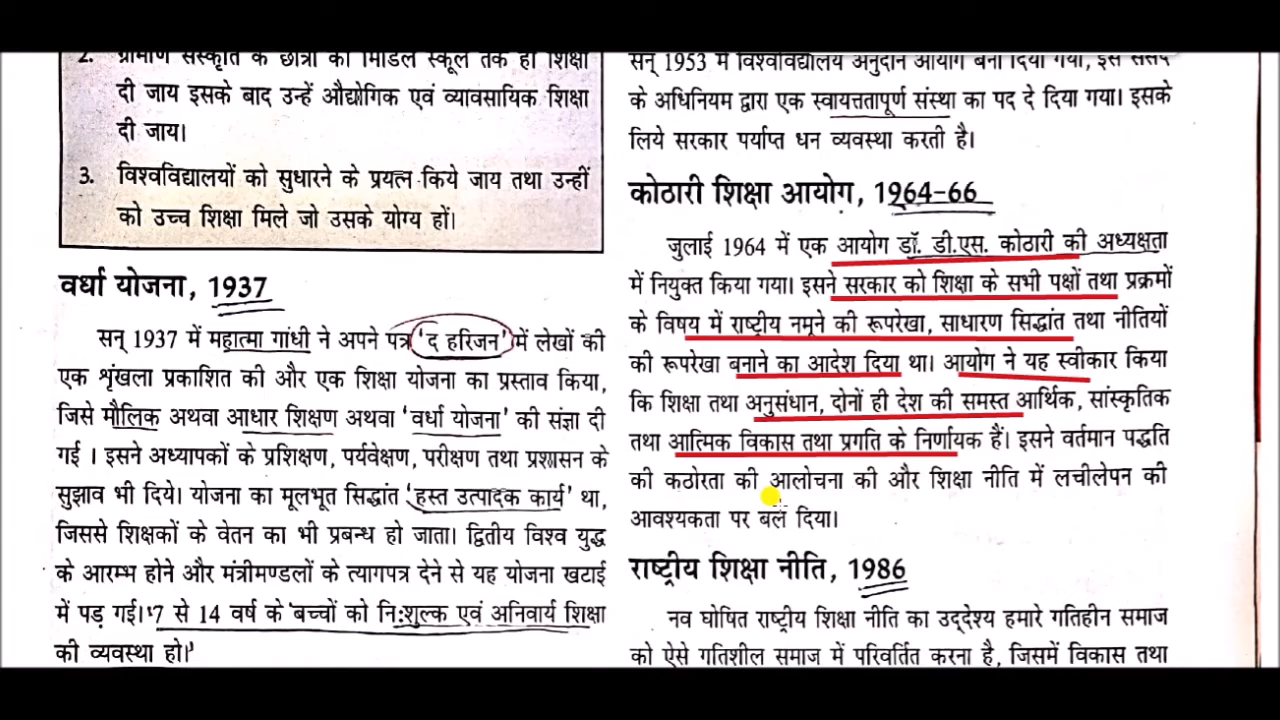 2. ग्रामीण संस्कृति के छात्रों को मिडिल स्कूल तक ही शिक्षा
दी जाय इसके बाद उन्हें औद्योगिक एवं व्यावसायिक शिक्षा
दी जाय।
3. विश्वविद्यालयों को सुधारने के प्रयत्न किये जाय तथा उन्हीं
को उच्च शिक्षा मिले जो उसके योग्य हों।
वर्धा योजना, 1937
सन् 1937 में महात्मा गांधी ने अपने पत्र 'द हरिजन' में लेखों की
एक श्रृंखला प्रकाशित की और एक शिक्षा योजना का प्रस्ताव किया,
जिसे मौलिक अथवा आधार शिक्षण अथवा 'वर्धा योजना' की संज्ञा दी
गई । इसने अध्यापकों के प्रशिक्षण, पर्यवेक्षण, परीक्षण तथा प्रशासन के
सुझाव भी दिये। योजना का मूलभूत सिद्धांत 'हस्त उत्पादक कार्य' था,
जिससे शिक्षकों के वेतन का भी प्रबन्ध हो जाता। द्वितीय विश्व युद्ध
के आरम्भ होने और मंत्रीमण्डलों के त्यागपत्र देने से यह योजना खटाई
में पड़ गई। '7 से 14 वर्ष के बच्चों को निःशुल्क एवं अनिवार्य शिक्षा
की व्यवस्था हो।'
सन् 1953 में विश्वविद्यालय अनुदान आयोग बना दिया गया, इसे संसद
के अधिनियम द्वारा एक स्वायत्ततापूर्ण संस्था का पद दे दिया गया। इसके
लिये सरकार पर्याप्त धन व्यवस्था करती है।
कोठारी शिक्षा आयोग, 1964-66
जुलाई 1964 में एक आयोग डॉ. डी.एस. कोठारी की अध्यक्षता
में नियुक्त किया गया। इसने सरकार को शिक्षा के सभी पक्षों तथा प्रक्रमों
के विषय में राष्ट्रीय नमूने की रूपरेखा, साधारण सिद्धांत तथा नीतियों
की रूपरेखा बनाने का आदेश दिया था। आयोग ने यह स्वीकार किया
कि शिक्षा तथा अनुसंधान, दोनों ही देश की समस्त आर्थिक, सांस्कृतिक
तथा आत्मिक विकास तथा प्रगति के निर्णायक हैं। इसने वर्तमान पद्धति
की कठोरता की आलोचना की और शिक्षा नीति में लचीलेपन की
आवश्यकता पर बल दिया।
राष्ट्रीय शिक्षा नीति, 1986
नव घोषित राष्ट्रीय शिक्षा नीति का उद्देश्य हमारे गतिहीन समाज
को ऐसे गतिशील समाज में परिवर्तित करना है, जिसमें विकास तथा